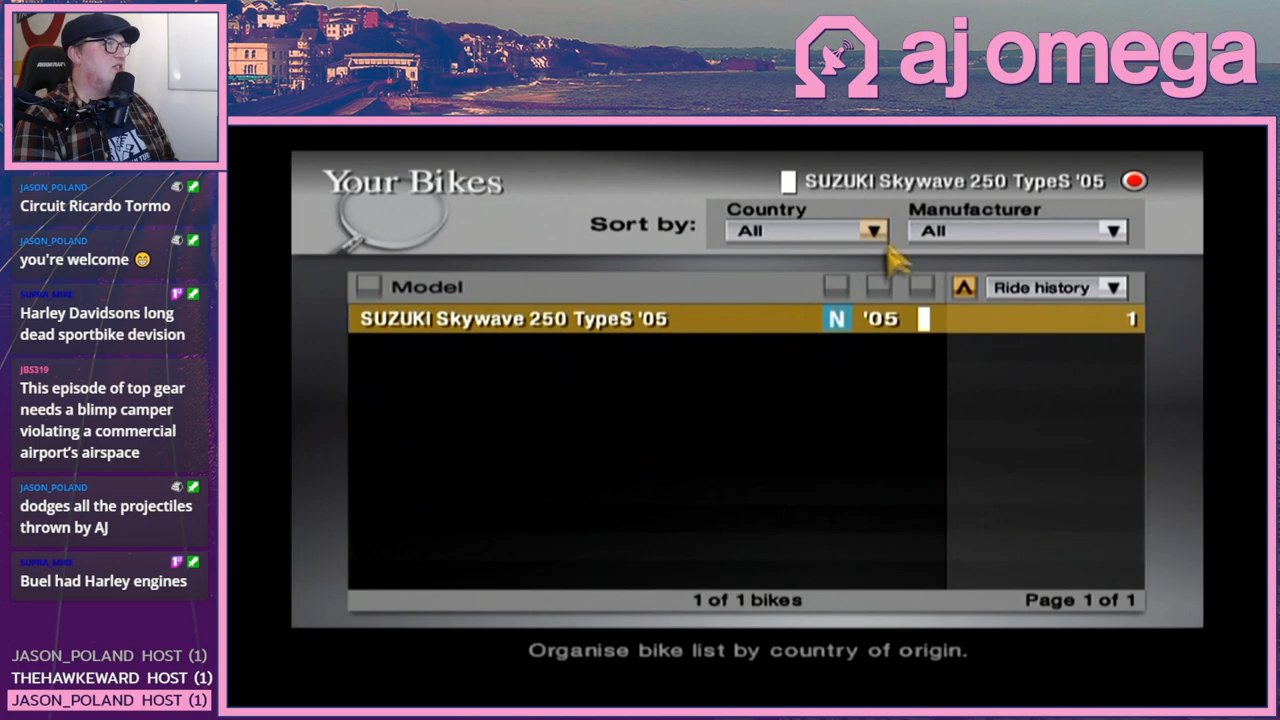 aj omega
JASON_POLAND
Circuit Ricardo Tormo
JASON_POLAND
you're welcome 😁
SUPRA_MIKE
Harley Davidsons long
dead sportbike devision
JBS319
This episode of top gear
needs a blimp camper
violating a commercial
airport's airspace
JASON_POLAND
dodges all the projectiles
thrown by AJ
SUPRA_MIKE
Buel had Harley engines
JASON_POLAND HOST (1)
THEHAWKEWARD HOST (1)
JASON_POLAND HOST (1)
Your Bikes
SUZUKI Skywave 250 TypeS '05
Sort by:
Country
All
Manufacturer
All
Model
Ride history
SUZUKI Skywave 250 TypeS '05 N '05 1
1 of 1 bikes
Page 1 of 1
Organise bike list by country of origin.